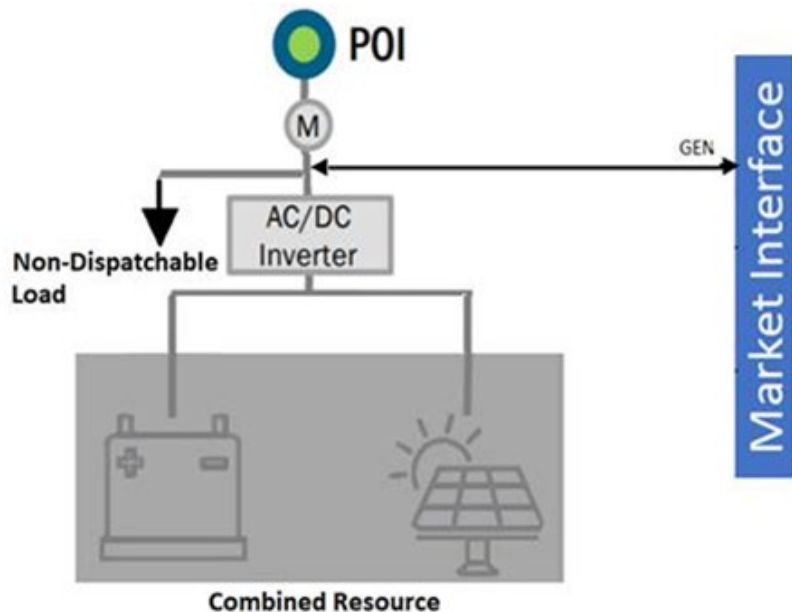 POI
M
GEN
AC/DC
Inverter
Non-Dispatchable
Load
Market Interface
Combined Resource